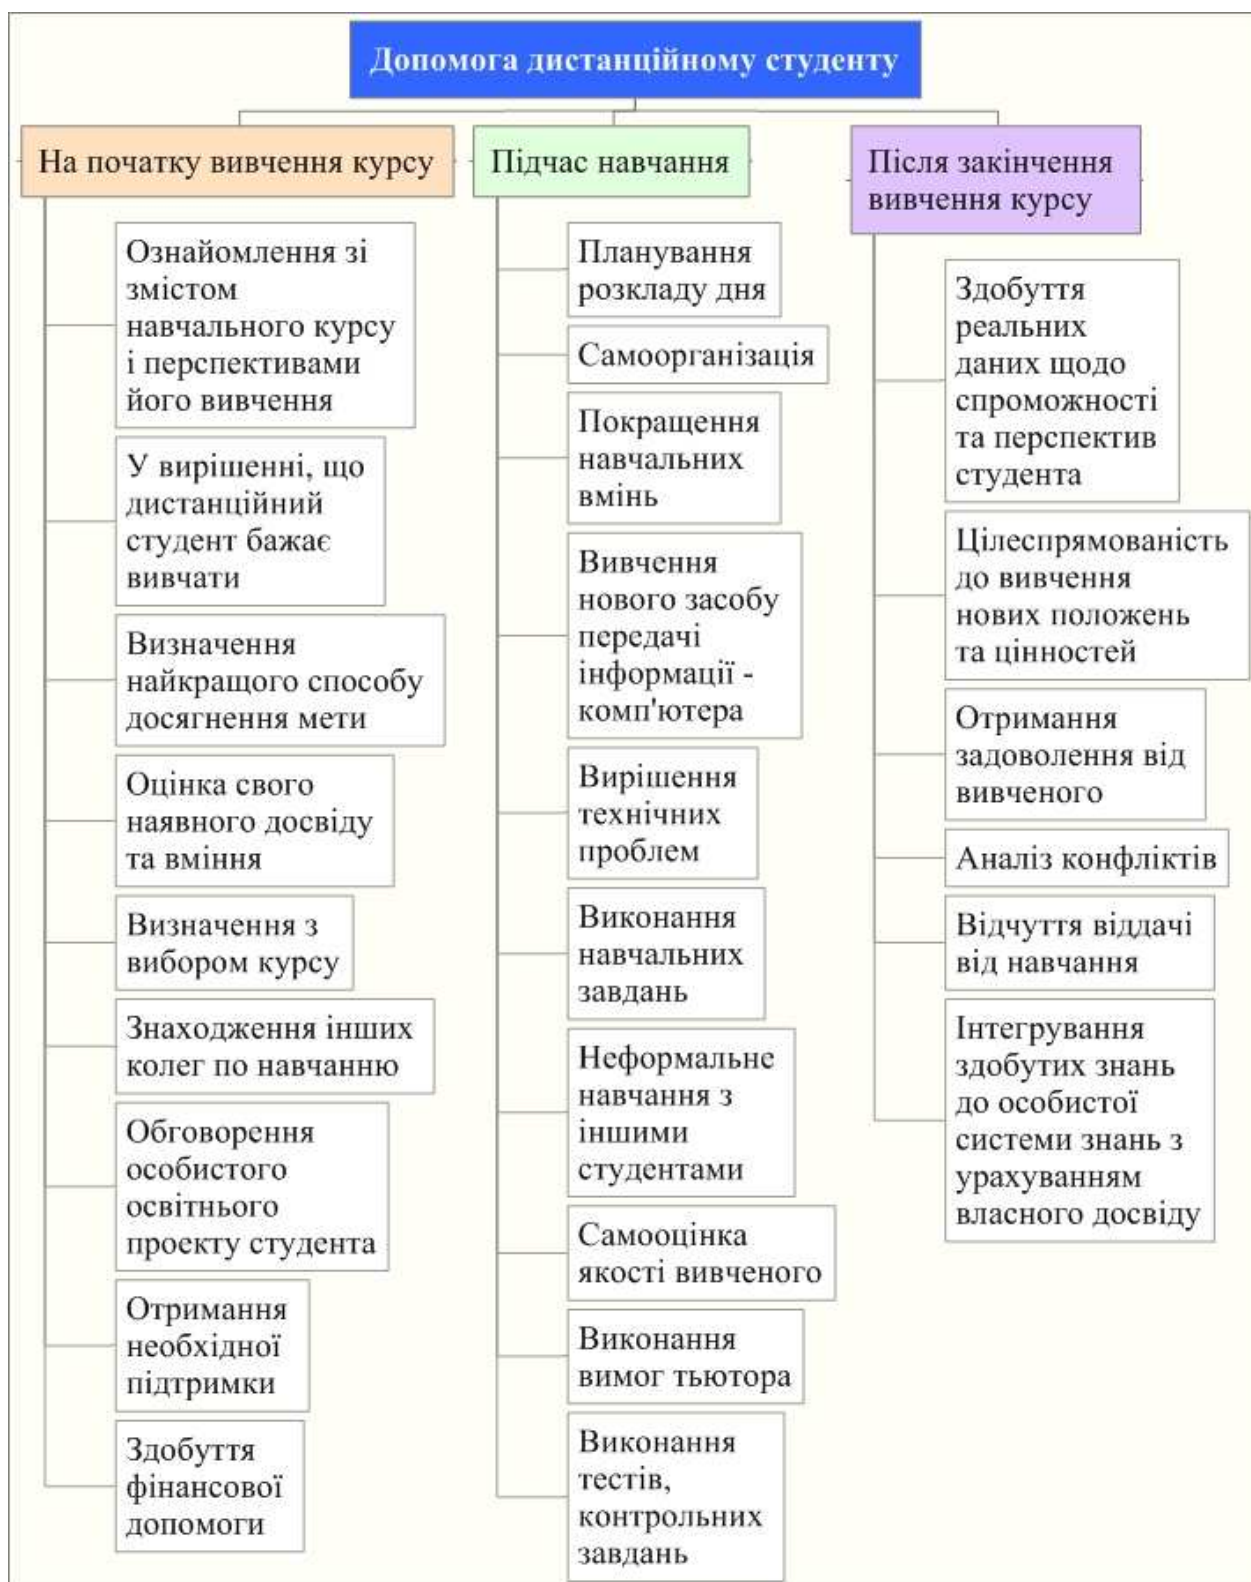 Допомога дистанційному студенту
На початку вивчення курсу
Ознайомлення зі
змістом
навчального курсу
і перспективами
його вивчення
У вирішенні, що
дистанційний
студент бажає
вивчати
Визначення
найкращого способу
досягнення мети
Оцінка свого
наявного досвіду
та вміння
Визначення з
вибором курсу
Знаходження інших
колег по навчанню
Обговорення
особистого
освітнього
проекту студента
Отримання
необхідної
підтримки
Здобуття
фінансової
допомоги
Підчас навчання
Планування
розкладу дня
Самоорганізація
Покращення
навчальних
вмінь
Вивчення
нового засобу
передачі
інформації -
комп'ютера
Вирішення
технічних
проблем
Виконання
навчальних
завдань
Неформальне
навчання з
іншими
студентами
Самооцінка
якості вивченого
Виконання
вимог тьютора
Виконання
тестів,
контрольних
завдань
Після закінчення
вивчення курсу
Здобуття
реальних
даних щодо
спроможності
та перспектив
студента
Цілеспрямованість
до вивчення
нових положень
та цінностей
Отримання
задоволення від
вивченого
Аналіз конфліктів
Відчуття віддачі
від навчання
Інтегрування
здобутих знань
до особистої
системи знань з
урахуванням
власного досвіду